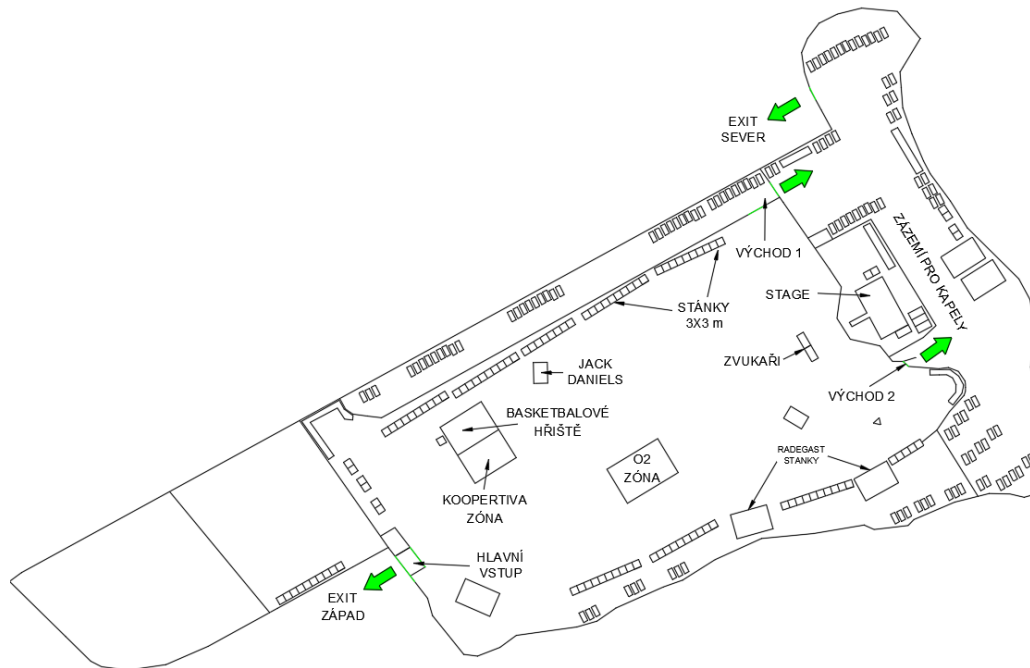 EXIT
SEVER
VÝCHOD 1
ZÁZEMÍ PRO KAPELY
STAGE
STÁNKY
3X3 m
ZVUKAŘI
JACK
DANIELS
VÝCHOD 2
BASKETBALOVÉ
HŘIŠTĚ
RADEGAST
STANKY
O2
ZÓNA
KOOPERTIVA
ZÓNA
HLAVNÍ
VSTUP
EXIT
ZÁPAD